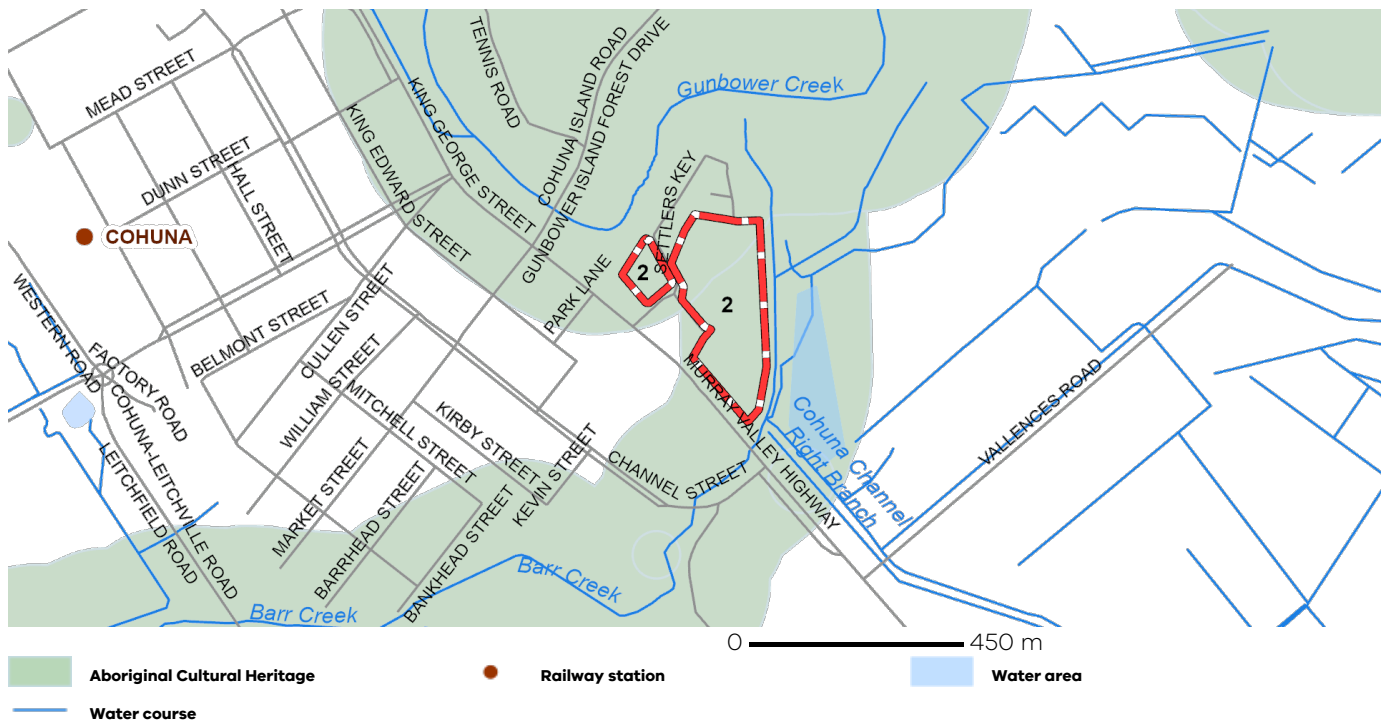 TENNIS ROAD
COHUNA ISLAND ROAD
GUNBOWER ISLAND FOREST DRIVE
MEAD STREET
KING GEORGE STREET
Gunbower Creek
KING EDWARD STREET
DUNN STREET
HALL STREET
SETTLERS KEY
COHUNA
2
2
PARK LANE
WESTERN ROAD
BELMONT STREET
CULLEN STREET
FACTORY ROAD
WILLIAM STREET
MITCHELL STREET
KIRBY STREET
MURRAY VALLEY HIGHWAY
VALLENCES ROAD
Cohuna Channel
Right Branch
COHUNA-LEITCHVILLE ROAD
LEITCHFIELD ROAD
MARKET STREET
BARRHEAD STREET
BANKHEAD STREET
KEVIN STREET
CHANNEL STREET
Barr Creek
Barr Creek
0 450 m
Aboriginal Cultural Heritage
Railway station
Water area
Water course